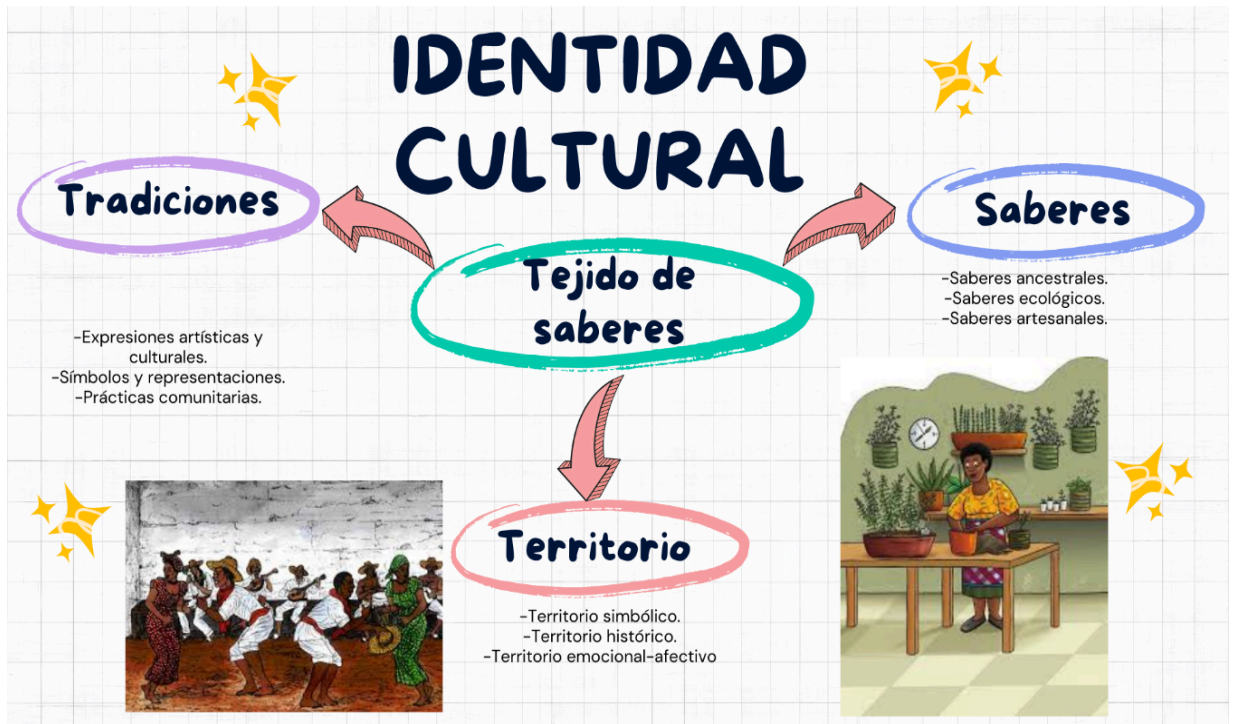 IDENTIDAD
CULTURAL
Tradiciones
-Expresiones artísticas y
culturales.
-Símbolos y representaciones.
-Prácticas comunitarias.
Tejido de
saberes
Saberes
-Saberes ancestrales.
-Saberes ecológicos.
-Saberes artesanales.
Territorio
-Territorio simbólico.
-Territorio histórico.
-Territorio emocional-afectivo